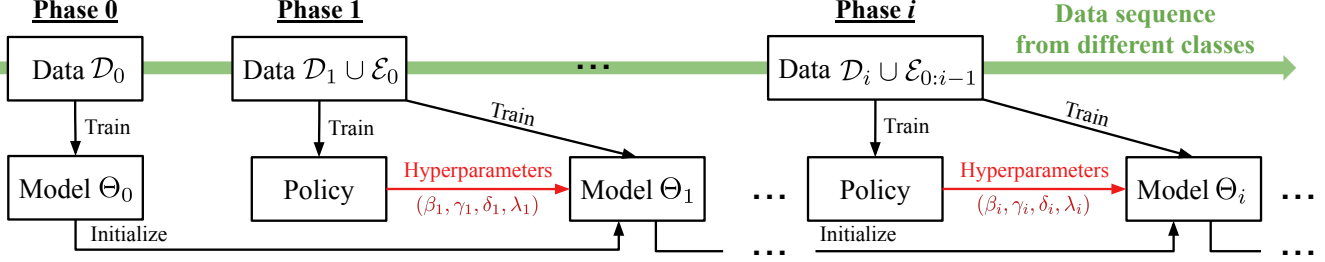 Phase 0
Phase 1
Phase i
Data sequence
from different classes
Data 𝒟₀
Data 𝒟₁ ∪ ℰ₀
...
Data 𝒟ᵢ ∪ ℰ₀:ᵢ₋₁
Train
Train
Train
Train
Train
Model Θ₀
Policy
Hyperparameters
(β₁, γ₁, δ₁, λ₁)
Model Θ₁
...
Policy
Hyperparameters
(βᵢ, γᵢ, δᵢ, λᵢ)
Model Θᵢ
...
Initialize
...
Initialize
...